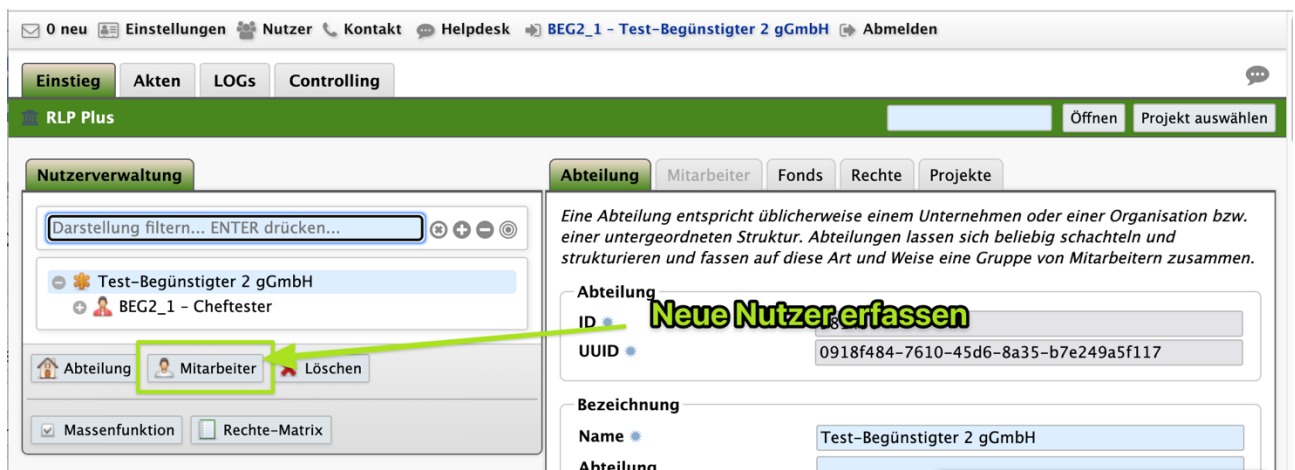 0 neu Einstellungen Nutzer Kontakt Helpdesk BEG2_1 – Test-Begünstigter 2 gGmbH Abmelden
Einstieg Akten LOGs Controlling
RLP Plus Öffnen Projekt auswählen
Nutzerverwaltung
Darstellung filtern... ENTER drücken...
Test-Begünstigter 2 gGmbH
BEG2_1 – Cheftester
Abteilung Mitarbeiter Löschen
Massenfunktion Rechte-Matrix
Abteilung Mitarbeiter Fonds Rechte Projekte
Eine Abteilung entspricht üblicherweise einem Unternehmen oder einer Organisation bzw.
einer untergeordneten Struktur. Abteilungen lassen sich beliebig schachteln und
strukturieren und fassen auf diese Art und Weise eine Gruppe von Mitarbeitern zusammen.
Abteilung
Neue Nutzer erfassen
ID
UUID 0918f484-7610-45d6-8a35-b7e249a5f117
Bezeichnung
Name Test-Begünstigter 2 gGmbH
Abteilung